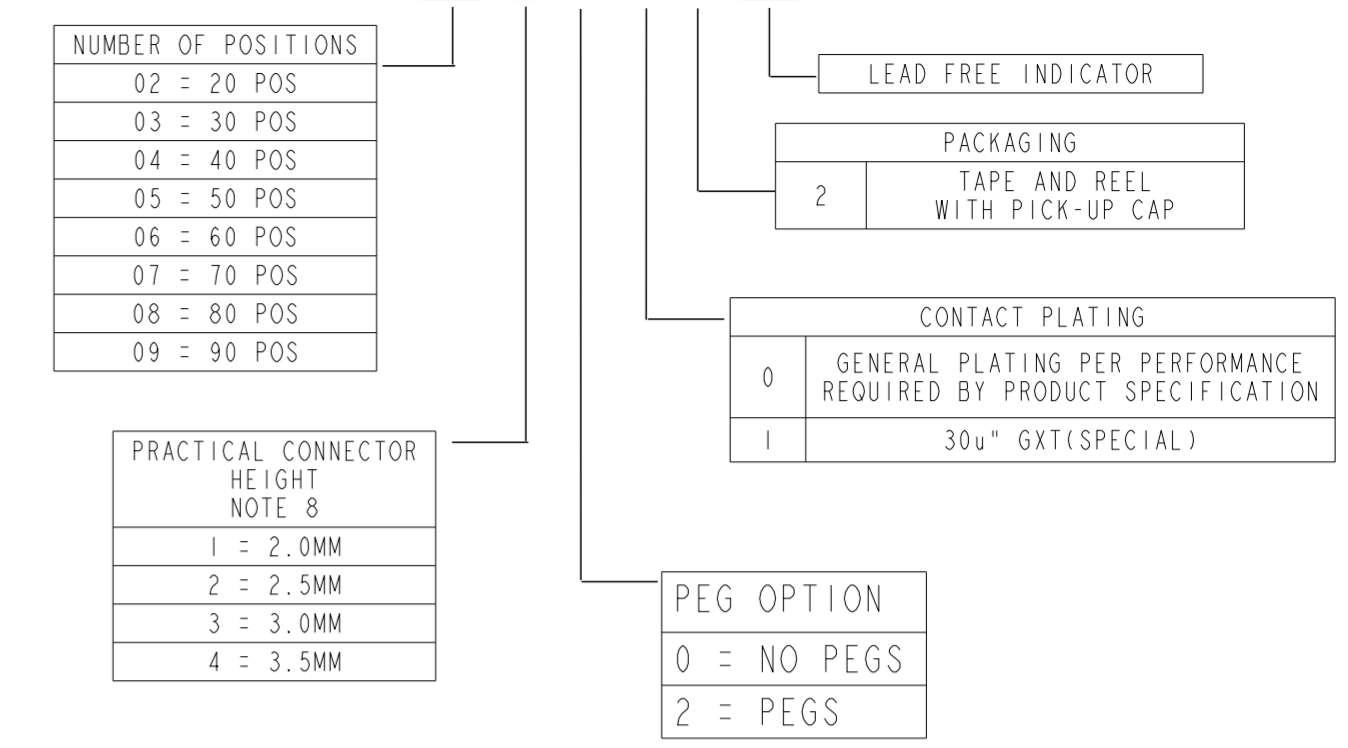 NUMBER OF POSITIONS
02 = 20 POS
03 = 30 POS
04 = 40 POS
05 = 50 POS
06 = 60 POS
07 = 70 POS
08 = 80 POS
09 = 90 POS
LEAD FREE INDICATOR
PACKAGING
2 TAPE AND REEL
WITH PICK-UP CAP
CONTACT PLATING
0 GENERAL PLATING PER PERFORMANCE
REQUIRED BY PRODUCT SPECIFICATION
1 30u" GXT(SPECIAL)
PRACTICAL CONNECTOR
HEIGHT
NOTE 8
1 = 2.0MM
2 = 2.5MM
3 = 3.0MM
4 = 3.5MM
PEG OPTION
0 = NO PEGS
2 = PEGS